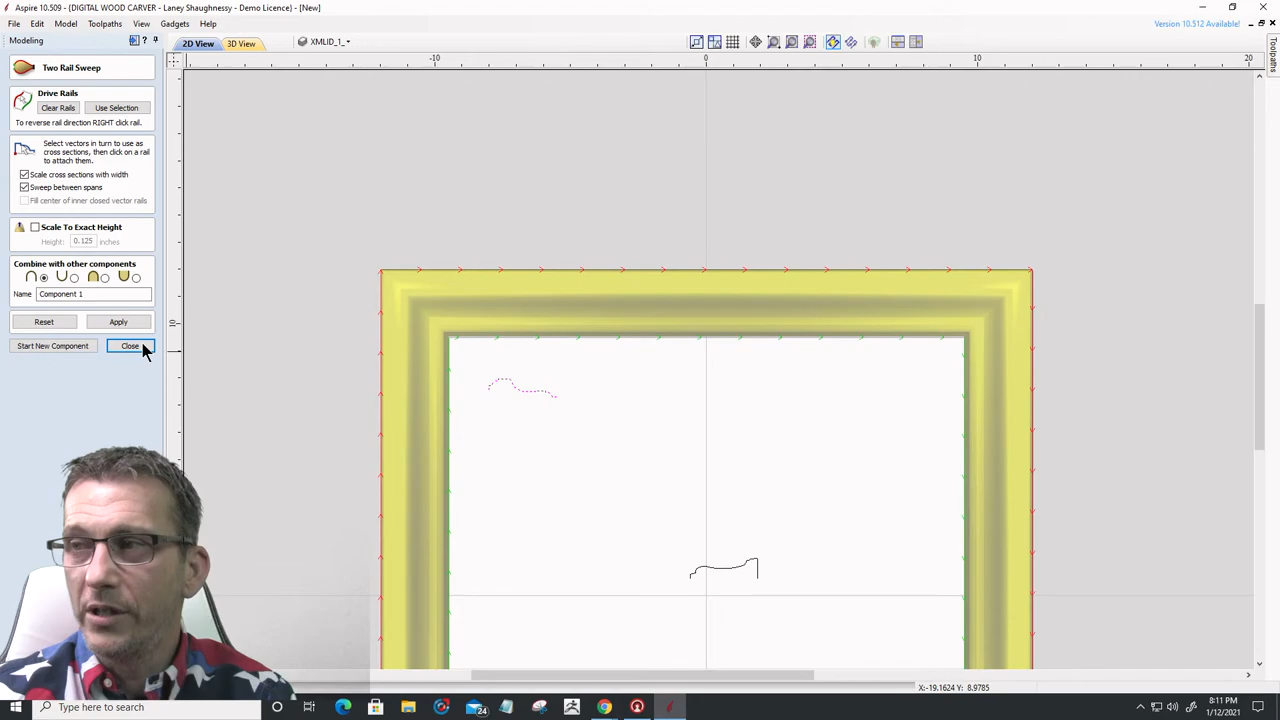 Aspire 10.509 - (DIGITAL WOOD CARVER - Laney Shaughnessy - Demo Licence) - [New]
File Edit Model Toolpaths View Gadgets Help
Version 10.512 Available!
Modeling
2D View
3D View
XMLID_1_
Toolpaths
Two Rail Sweep
-10
0
10
20
Drive Rails
Clear Rails
Use Selection
To reverse rail direction RIGHT click rail.
Select vectors in turn to use as
cross sections, then click on a rail
to attach them.
Scale cross sections with width
Sweep between spans
Fill center of inner closed vector rails
Scale To Exact Height
Height: 0.125 inches
Combine with other components
Name Component 1
Reset
Apply
10
Start New Component
Close
X:-19.1624 Y: 8.9785
Type here to search
24
8:11 PM
1/12/2021